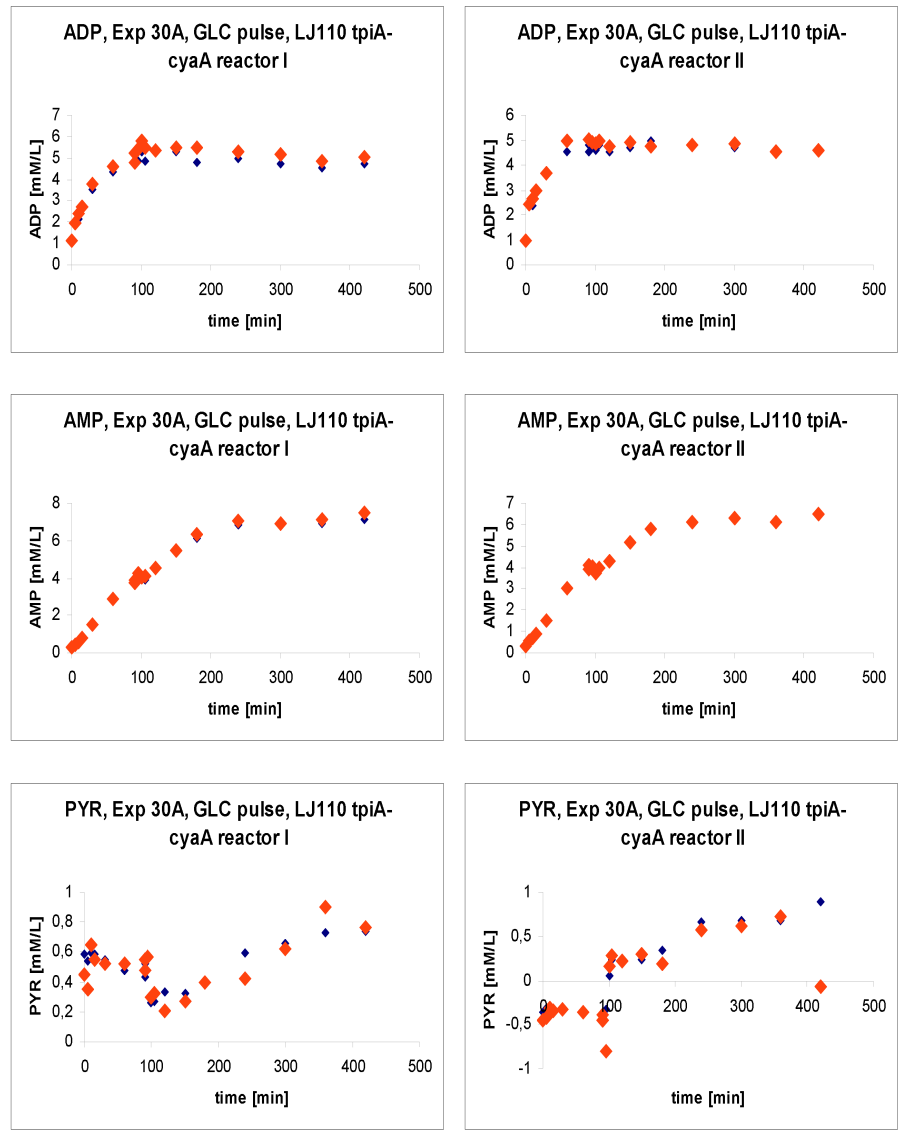 ADP, Exp 30A, GLC pulse, LJ110 tpiA-
cyaA reactor I
7
6
5
4
3
2
1
0
ADP [mM/L]
0 100 200 300 400 500
time [min]
ADP, Exp 30A, GLC pulse, LJ110 tpiA-
cyaA reactor II
6
5
4
3
2
1
0
ADP [mM/L]
0 100 200 300 400 500
time [min]
AMP, Exp 30A, GLC pulse, LJ110 tpiA-
cyaA reactor I
8
6
4
2
0
AMP [mM/L]
0 100 200 300 400 500
time [min]
AMP, Exp 30A, GLC pulse, LJ110 tpiA-
cyaA reactor II
7
6
5
4
3
2
1
0
AMP [mM/L]
0 100 200 300 400 500
time [min]
PYR, Exp 30A, GLC pulse, LJ110 tpiA-
cyaA reactor I
1
0,8
0,6
0,4
0,2
0
PYR [mM/L]
0 100 200 300 400 500
time [min]
PYR, Exp 30A, GLC pulse, LJ110 tpiA-
cyaA reactor II
1
0,5
0
-0,5
-1
PYR [mM/L]
0 100 200 300 400 500
time [min]